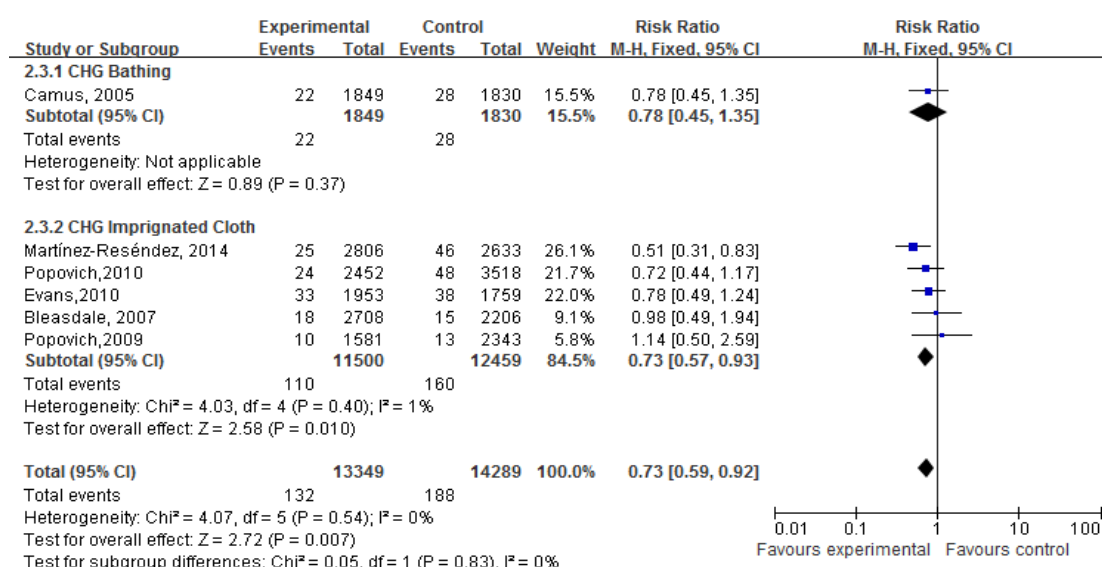 Experimental Control Risk Ratio Risk Ratio
Study or Subgroup Events Total Events Total Weight M-H, Fixed, 95% CI M-H, Fixed, 95% CI
2.3.1 CHG Bathing
Camus, 2005 22 1849 28 1830 15.5% 0.78 [0.45, 1.35]
Subtotal (95% CI) 1849 1830 15.5% 0.78 [0.45, 1.35]
Total events 22 28
Heterogeneity: Not applicable
Test for overall effect: Z = 0.89 (P = 0.37)
2.3.2 CHG Imprignated Cloth
Martínez-Reséndez, 2014 25 2806 46 2633 26.1% 0.51 [0.31, 0.83]
Popovich,2010 24 2452 48 3518 21.7% 0.72 [0.44, 1.17]
Evans,2010 33 1953 38 1759 22.0% 0.78 [0.49, 1.24]
Bleasdale, 2007 18 2708 15 2206 9.1% 0.98 [0.49, 1.94]
Popovich,2009 10 1581 13 2343 5.8% 1.14 [0.50, 2.59]
Subtotal (95% CI) 11500 12459 84.5% 0.73 [0.57, 0.93]
Total events 110 160
Heterogeneity: Chi² = 4.03, df = 4 (P = 0.40); I² = 1%
Test for overall effect: Z = 2.58 (P = 0.010)
Total (95% CI) 13349 14289 100.0% 0.73 [0.59, 0.92]
Total events 132 188
Heterogeneity: Chi² = 4.07, df = 5 (P = 0.54); I² = 0%
Test for overall effect: Z = 2.72 (P = 0.007)
Test for subgroup differences: Chi² = 0.05, df = 1 (P = 0.83), I² = 0%
0.01 0.1 1 10 100
Favours experimental Favours control